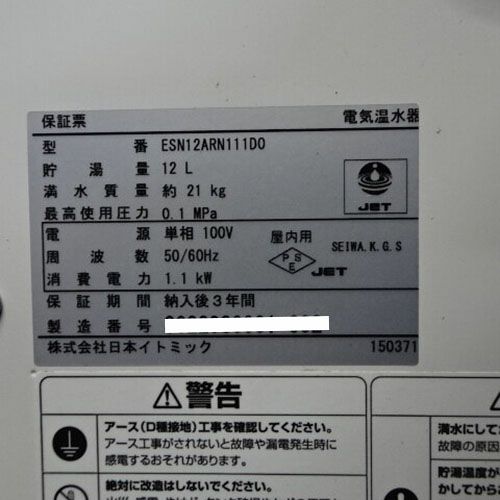 保証票 電気温水器
型番 ESN12ARN111D0
貯湯量 12 L
満水質量 約 21 kg
最高使用圧力 0.1 MPa
JET
電源 単相 100V 屋内用
周波数 50/60Hz SEIWA.K.G.S
消費電力 1.1 kW PSE JET
保証期間 納入後3年間
製造番号
株式会社日本イトミック 150371
警告
アース(D種接地)工事を確認してください。
アース工事がされないと故障や漏電発生時に
感電するおそれがあります。
絶対に改造はしないでください。
満水にして
故障の原因
貯湯温度が
かしてから